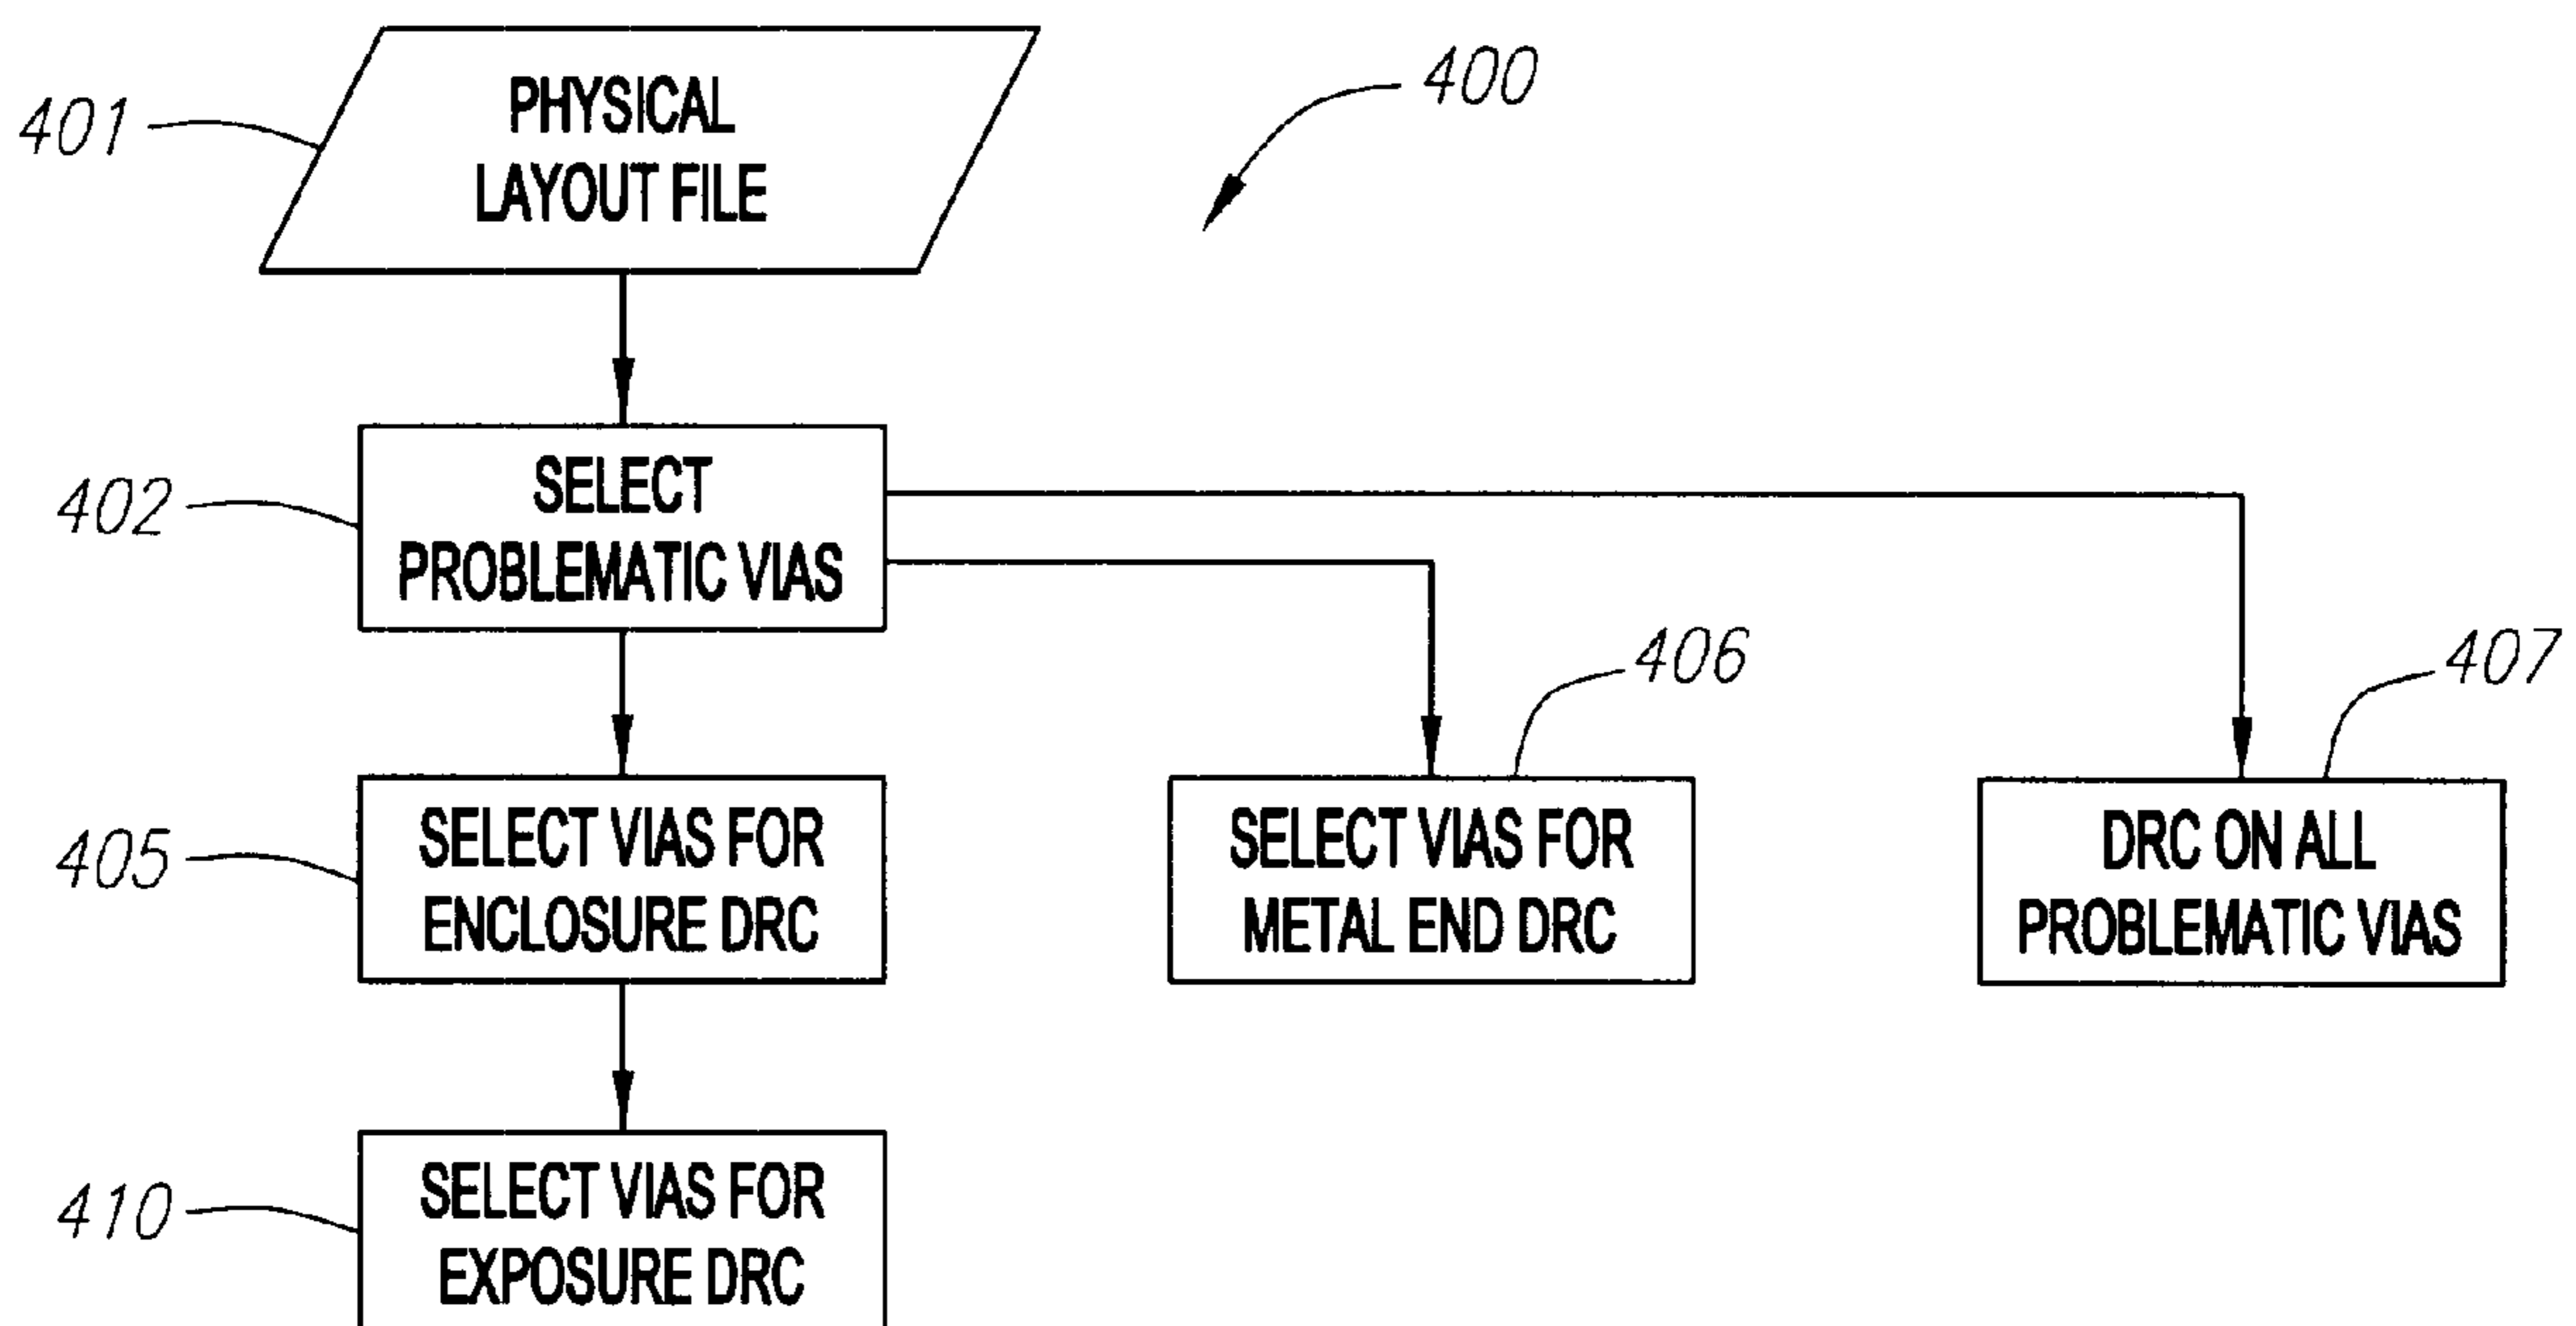 401
PHYSICAL
LAYOUT FILE
400
402
SELECT
PROBLEMATIC VIAS
405
SELECT VIAS FOR
ENCLOSURE DRC
406
SELECT VIAS FOR
METAL END DRC
407
DRC ON ALL
PROBLEMATIC VIAS
410
SELECT VIAS FOR
EXPOSURE DRC